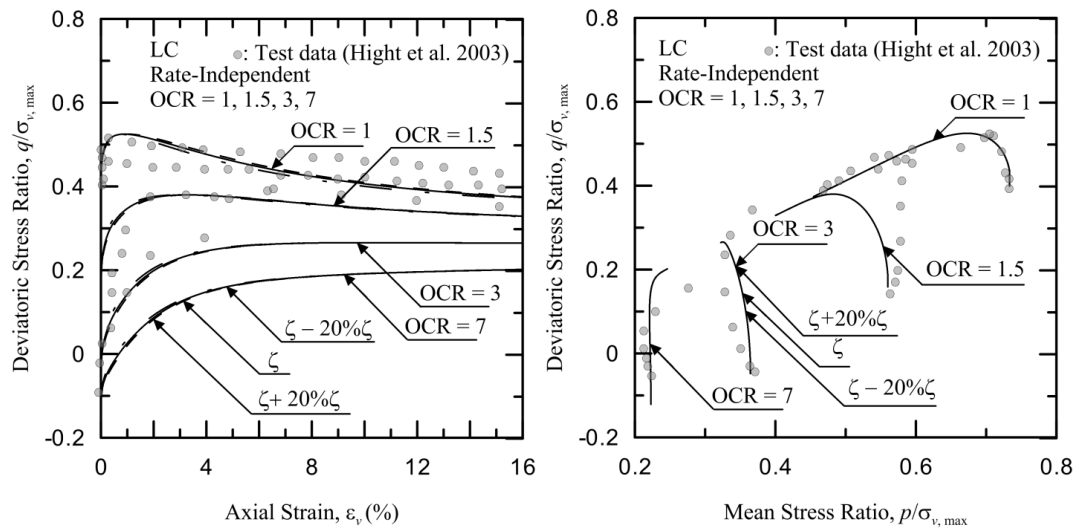 0.8
LC
: Test data (Hight et al. 2003)
Rate-Independent
OCR = 1, 1.5, 3, 7
0.6
OCR = 1
OCR = 1.5
0.4
0.2
OCR = 3
OCR = 7
ζ – 20%ζ
ζ
ζ+ 20%ζ
0
-0.2
0
4
8
12
16
Deviatoric Stress Ratio, q/σv, max
Axial Strain, εv (%)
0.8
LC
: Test data (Hight et al. 2003)
Rate-Independent
OCR = 1, 1.5, 3, 7
OCR = 1
0.6
0.4
OCR = 3
OCR = 1.5
0.2
ζ+20%ζ
ζ
ζ – 20%ζ
OCR = 7
0
-0.2
0.2
0.4
0.6
0.8
Deviatoric Stress Ratio, q/σv, max
Mean Stress Ratio, p/σv, max